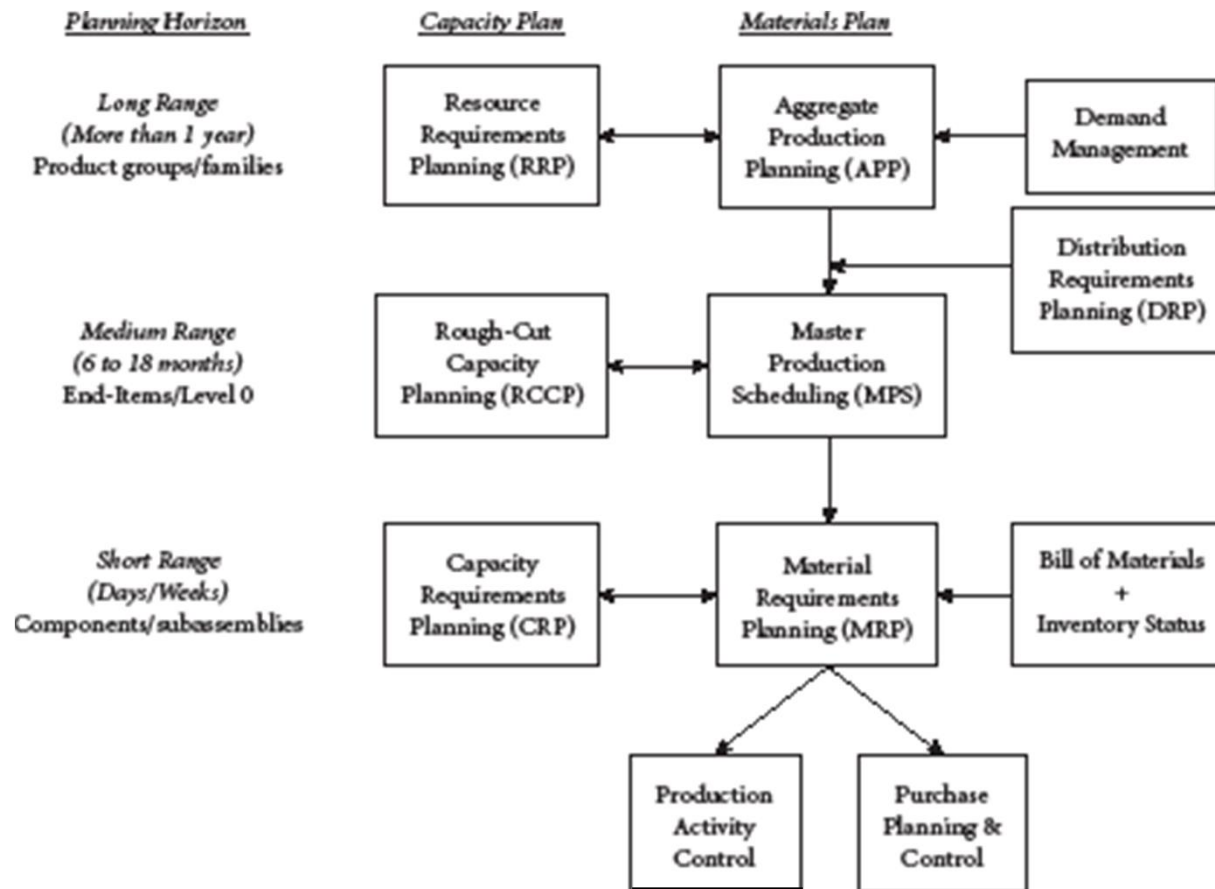 Planning Horizon
Capacity Plan
Materials Plan
Long Range
(More than 1 year)
Product groups/families
Resource
Requirements
Planning (RRP)
Aggregate
Production
Planning (APP)
Demand
Management
Distribution
Requirements
Planning (DRP)
Medium Range
(6 to 18 months)
End-Items/Level 0
Rough-Cut
Capacity
Planning (RCCP)
Master
Production
Scheduling (MPS)
Short Range
(Days/Weeks)
Components/subassemblies
Capacity
Requirements
Planning (CRP)
Material
Requirements
Planning (MRP)
Bill of Materials
+
Inventory Status
Production
Activity
Control
Purchase
Planning &
Control